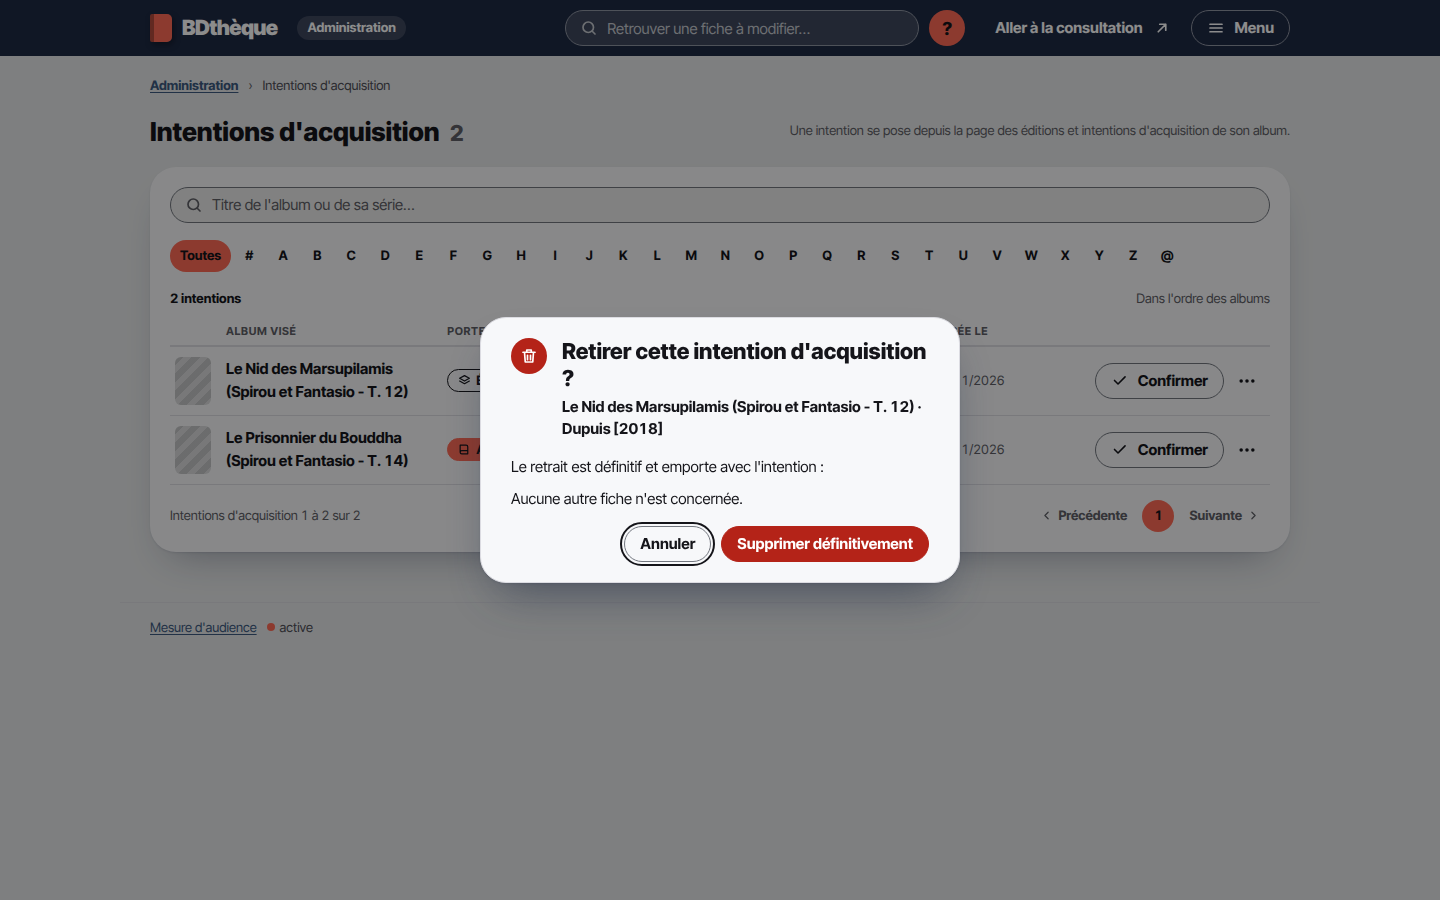 BDthèque Administration Retrouver une fiche à modifier... ? Aller à la consultation Menu
Administration › Intentions d'acquisition
Intentions d'acquisition 2 Une intention se pose depuis la page des éditions et intentions d'acquisition de son album.
Titre de l'album ou de sa série...
Toutes # A B C D E F G H I J K L M N O P Q R S T U V W X Y Z @
2 intentions Dans l'ordre des albums
ALBUM VISÉ
Le Nid des Marsupilamis
(Spirou et Fantasio - T. 12)
1/2026 Confirmer
Le Prisonnier du Bouddha
(Spirou et Fantasio - T. 14)
1/2026 Confirmer
Intentions d'acquisition 1 à 2 sur 2 Précédente 1 Suivante
Retirer cette intention d'acquisition
?
Le Nid des Marsupilamis (Spirou et Fantasio - T. 12) ·
Dupuis [2018]
Le retrait est définitif et emporte avec l'intention :
Aucune autre fiche n'est concernée.
Annuler Supprimer définitivement
Mesure d'audience active